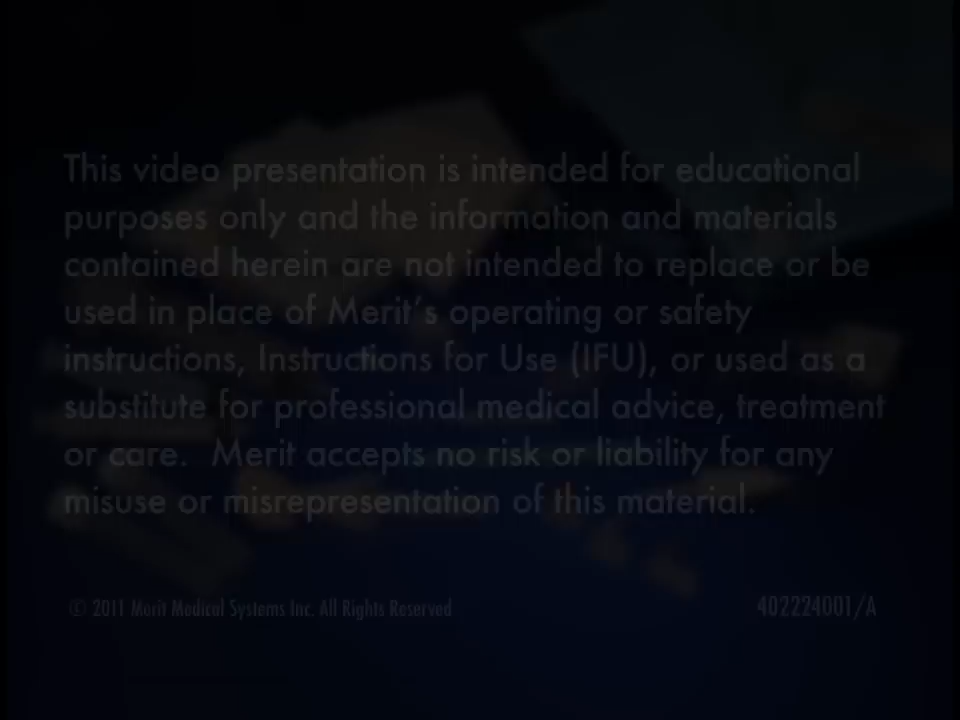 This video presentation is intended for educational
purposes only and the information and materials
contained herein are not intended to replace or be
used in place of Merit's operating or safety
instructions, Instructions for Use (IFU), or used as a
substitute for professional medical advice, treatment
or care.  Merit accepts no risk or liability for any
misuse or misrepresentation of this material.
© 2011 Merit Medical Systems Inc. All Rights Reserved
402224001/A